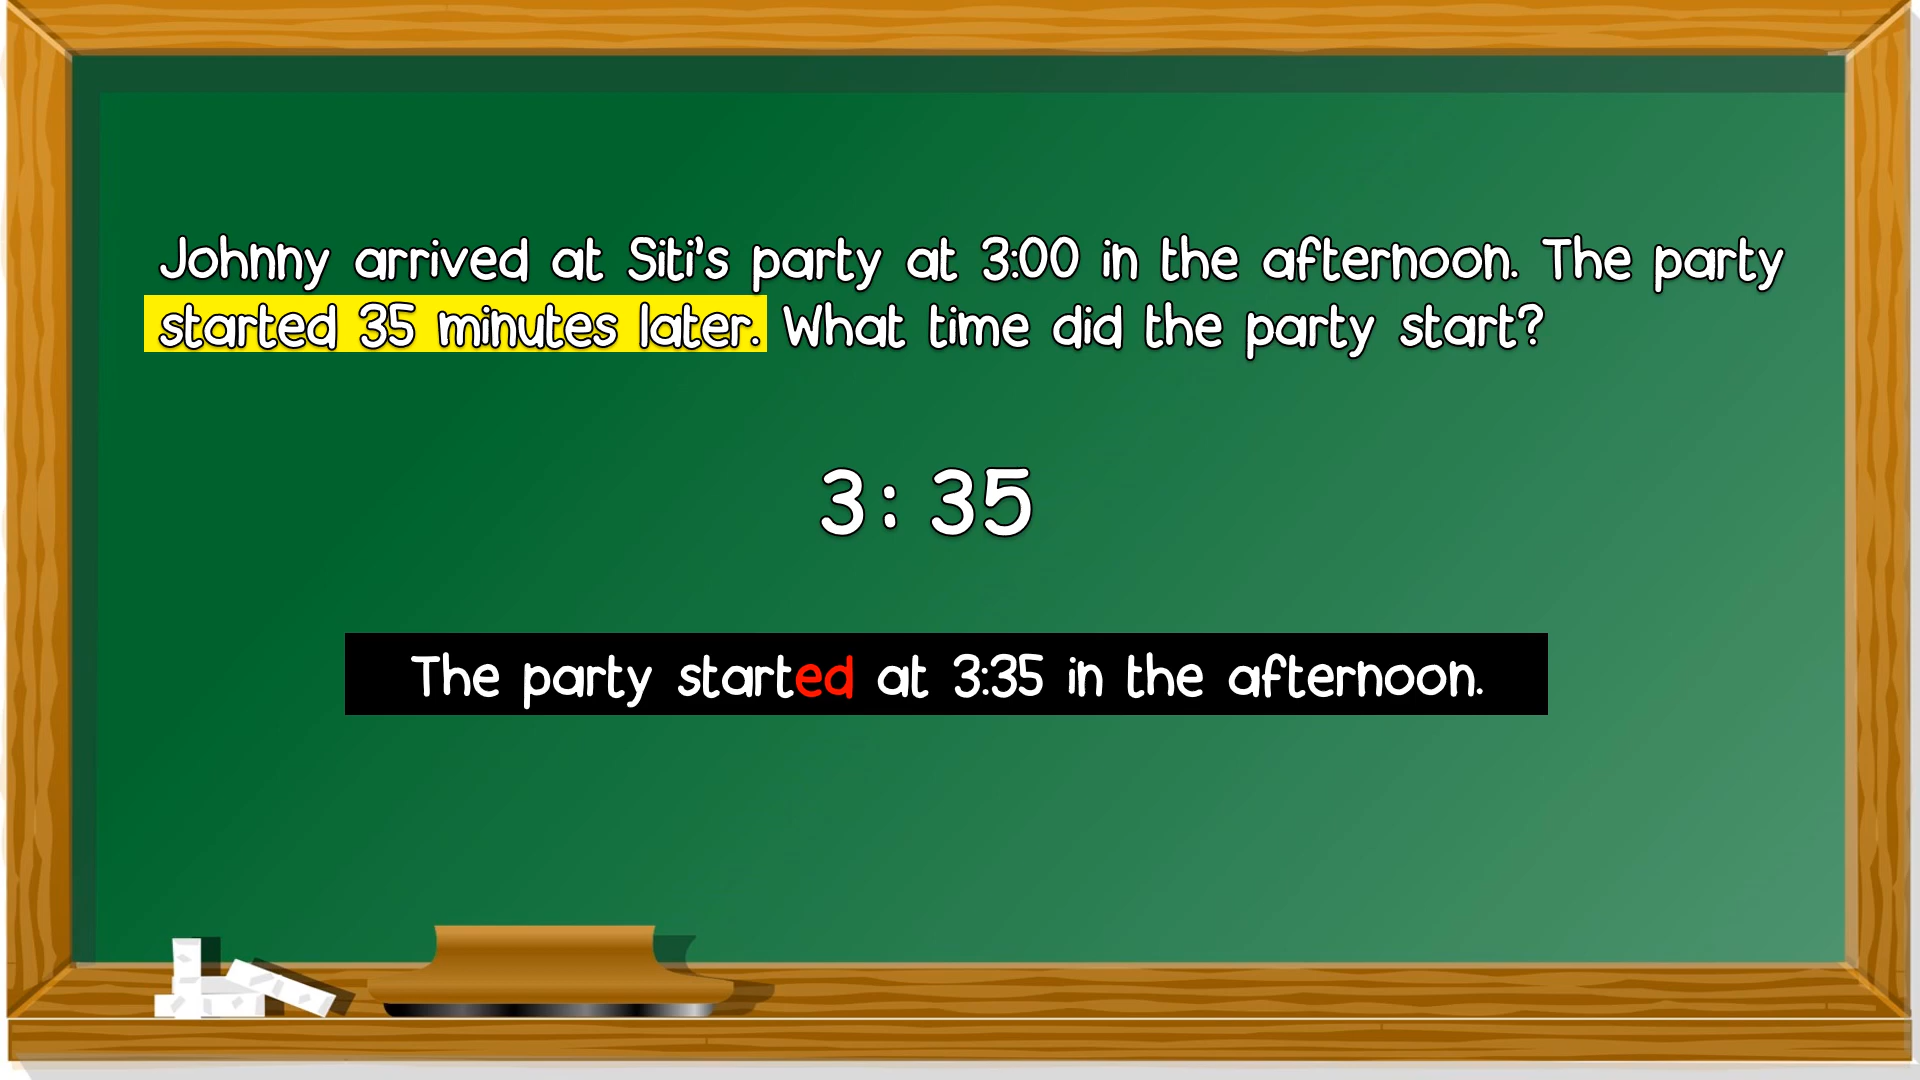 Johnny arrived at Siti's party at 3:00 in the afternoon. The party
started 35 minutes later. What time did the party start?
3: 35
The party started at 3:35 in the afternoon.